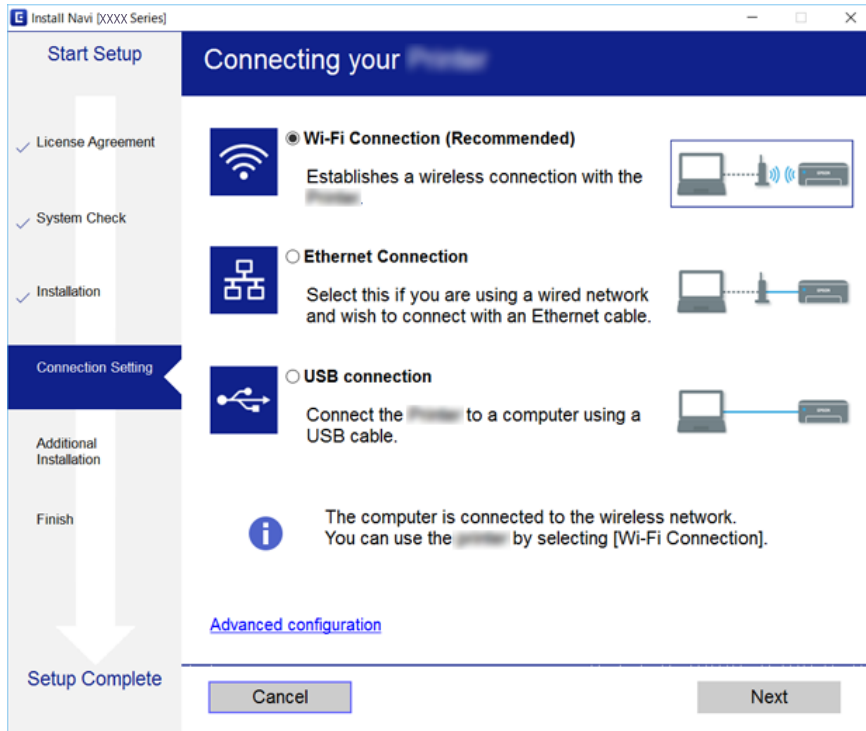 Install Navi [XXXX Series]
Start Setup
License Agreement
System Check
Installation
Connection Setting
Additional
Installation
Finish
Setup Complete
Connecting your
Wi-Fi Connection (Recommended)
Establishes a wireless connection with the
.
Ethernet Connection
Select this if you are using a wired network
and wish to connect with an Ethernet cable.
USB connection
Connect the to a computer using a
USB cable.
The computer is connected to the wireless network.
You can use the by selecting [Wi-Fi Connection].
Advanced configuration
Cancel
Next